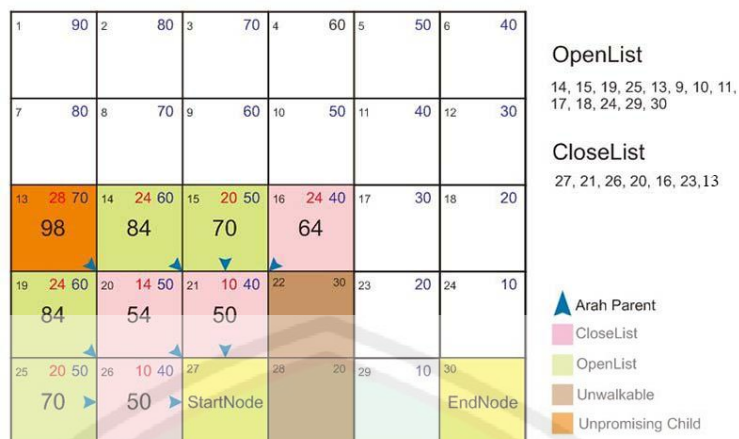 1 90 2 80 3 70 4 60 5 50 6 40
7 80 8 70 9 60 10 50 11 40 12 30
13 28 70 14 24 60 15 20 50 16 24 40 17 30 18 20
98 84 70 64
19 24 60 20 14 50 21 10 40 22 30 23 20 24 10
84 54 50
25 20 50 26 10 40 27 28 20 29 10 30
70 50 StartNode EndNode
OpenList
14, 15, 19, 25, 13, 9, 10, 11,
17, 18, 24, 29, 30
CloseList
27, 21, 26, 20, 16, 23,13
Arah Parent
CloseList
OpenList
Unwalkable
Unpromising Child